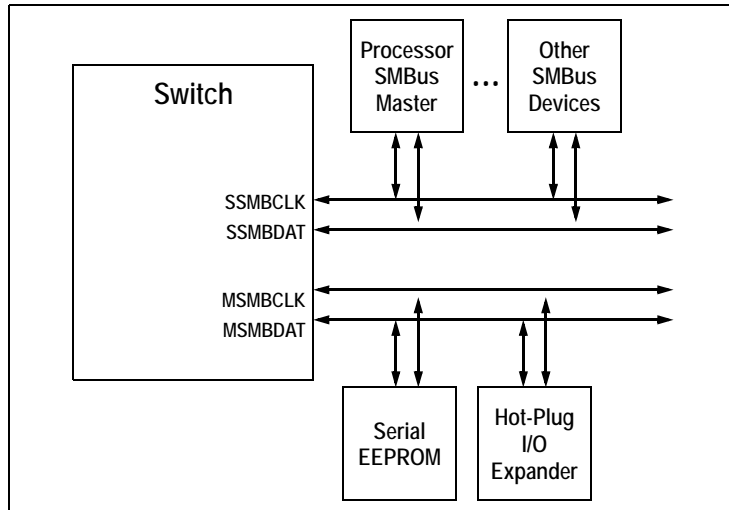 Switch
Processor
SMBus
Master
...
Other
SMBus
Devices
SSMBCLK
SSMBDAT
MSMBCLK
MSMBDAT
Serial
EEPROM
Hot-Plug
I/O
Expander